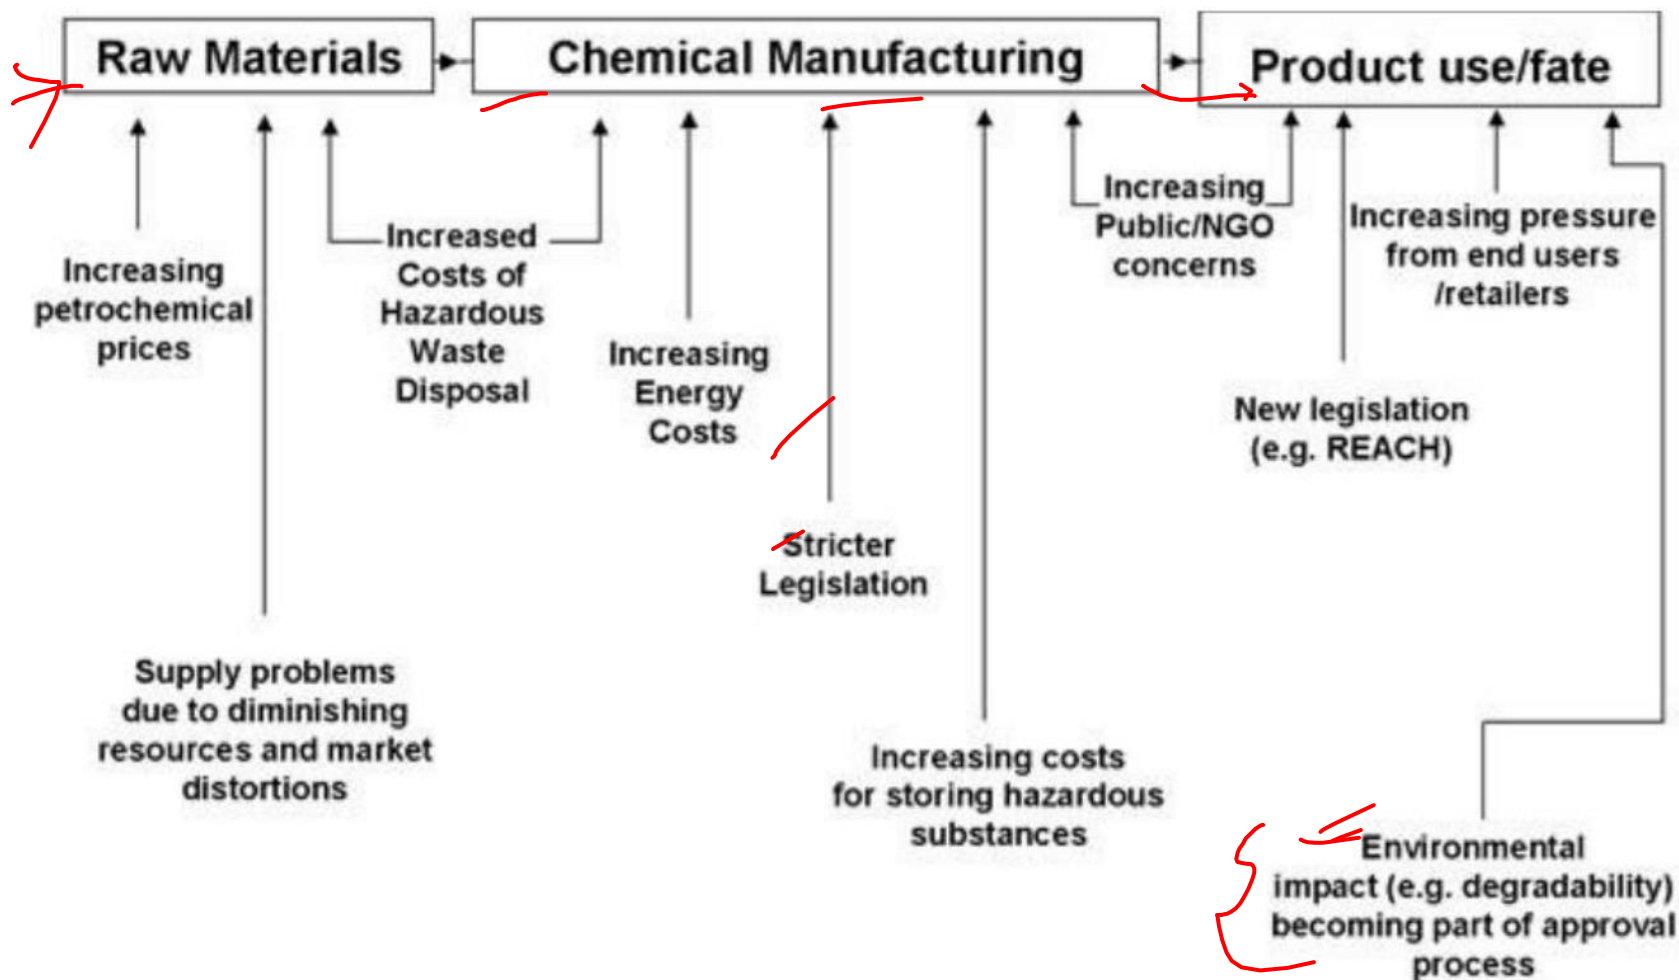 Raw Materials
Chemical Manufacturing
Product use/fate
Increasing
petrochemical
prices
Supply problems
due to diminishing
resources and market
distortions
Increased
Costs of
Hazardous
Waste
Disposal
Increasing
Energy
Costs
Stricter
Legislation
Increasing costs
for storing hazardous
substances
Increasing
Public/NGO
concerns
New legislation
(e.g. REACH)
Increasing pressure
from end users
/retailers
Environmental
impact (e.g. degradability)
becoming part of approval
process